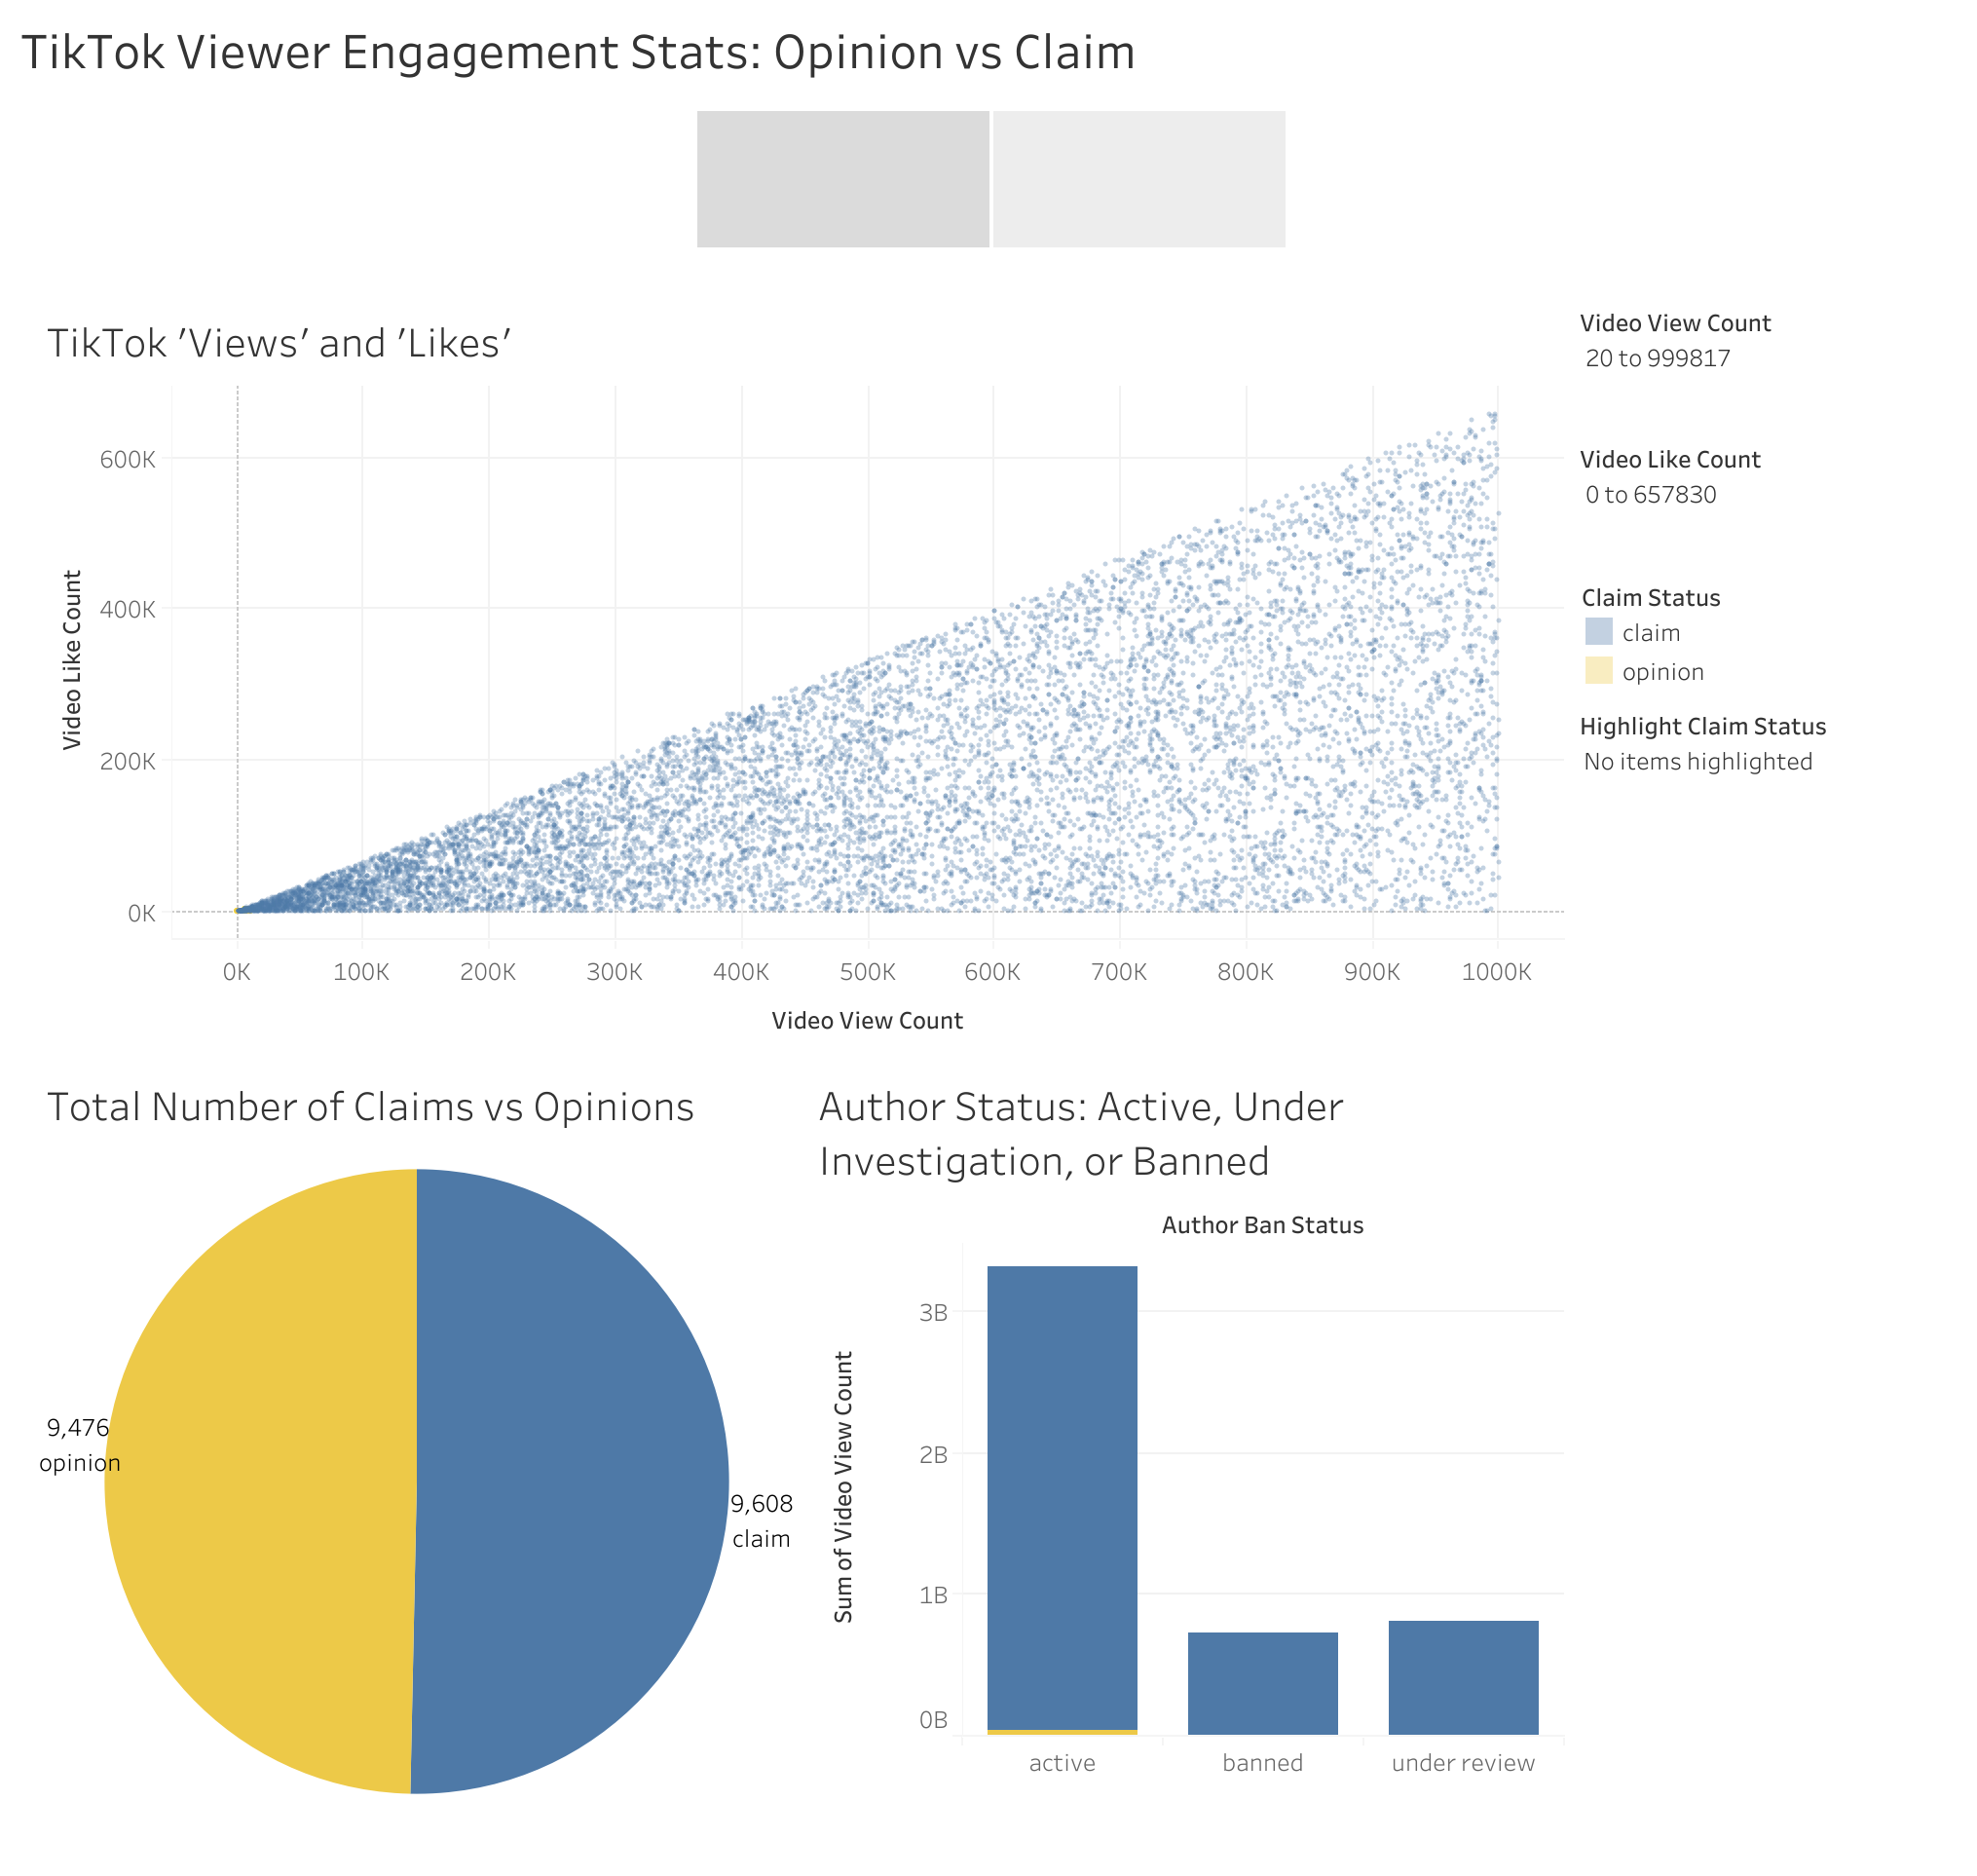 TikTok Viewer Engagement Stats: Opinion vs Claim
TikTok 'Views' and 'Likes'
Video Like Count
600K
400K
200K
0K
0K 100K 200K 300K 400K 500K 600K 700K 800K 900K 1000K
Video View Count
Video View Count
20 to 999817
Video Like Count
0 to 657830
Claim Status
claim
opinion
Highlight Claim Status
No items highlighted
Total Number of Claims vs Opinions
9,476
opinion
9,608
claim
Author Status: Active, Under
Investigation, or Banned
Author Ban Status
Sum of Video View Count
3B
2B
1B
0B
active banned under review